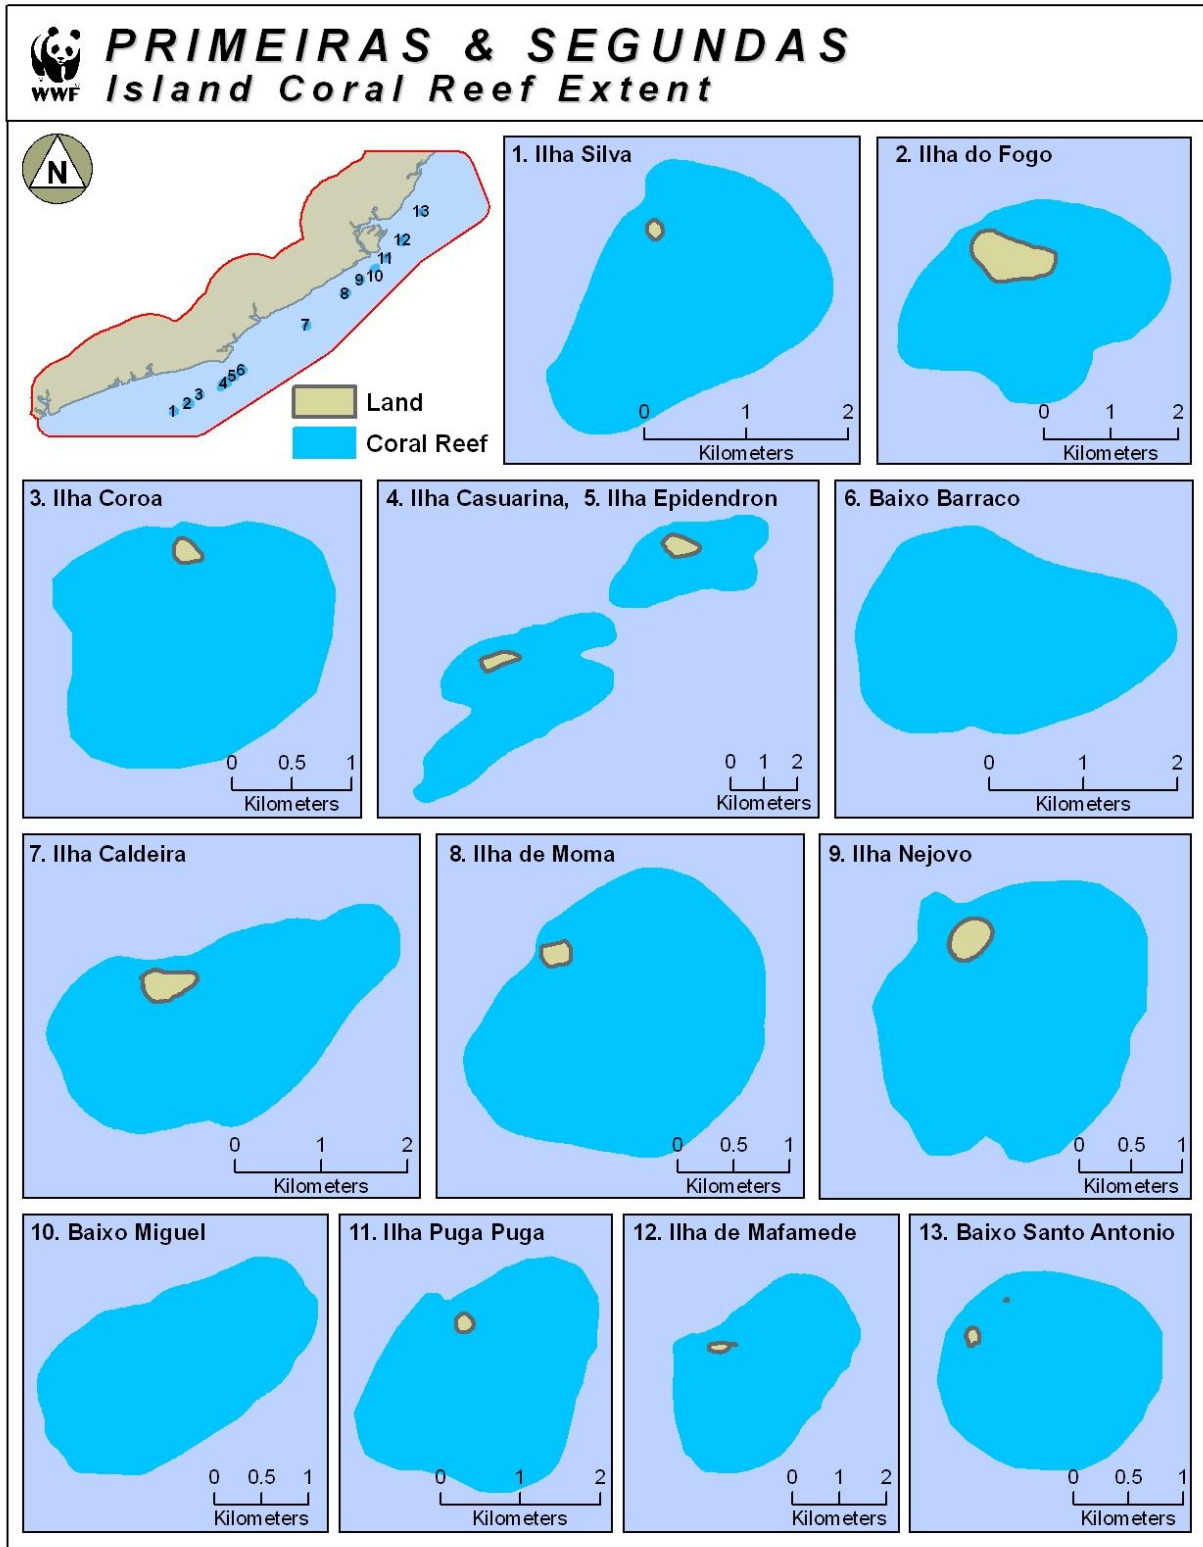 WWF
PRIMEIRAS & SEGUNDAS
Island Coral Reef Extent
N
13
12
11
10
9
8
7
6
5
4
3
2
1
Land
Coral Reef
1. Ilha Silva
0 1 2
Kilometers
2. Ilha do Fogo
0 1 2
Kilometers
3. Ilha Coroa
0 0.5 1
Kilometers
4. Ilha Casuarina, 5. Ilha Epidendron
0 1 2
Kilometers
6. Baixo Barraco
0 1 2
Kilometers
7. Ilha Caldeira
0 1 2
Kilometers
8. Ilha de Moma
0 0.5 1
Kilometers
9. Ilha Nejovo
0 0.5 1
Kilometers
10. Baixo Miguel
0 0.5 1
Kilometers
11. Ilha Puga Puga
0 1 2
Kilometers
12. Ilha de Mafamede
0 1 2
Kilometers
13. Baixo Santo Antonio
0 0.5 1
Kilometers